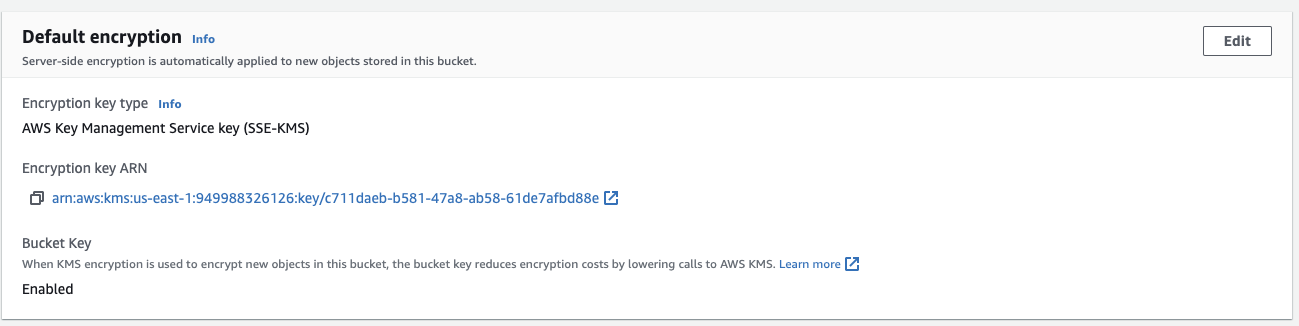 Default encryption Info
Edit
Server-side encryption is automatically applied to new objects stored in this bucket.
Encryption key type Info
AWS Key Management Service key (SSE-KMS)
Encryption key ARN
arn:aws:kms:us-east-1:949988326126:key/c711daeb-b581-47a8-ab58-61de7afbd88e
Bucket Key
When KMS encryption is used to encrypt new objects in this bucket, the bucket key reduces encryption costs by lowering calls to AWS KMS. Learn more
Enabled